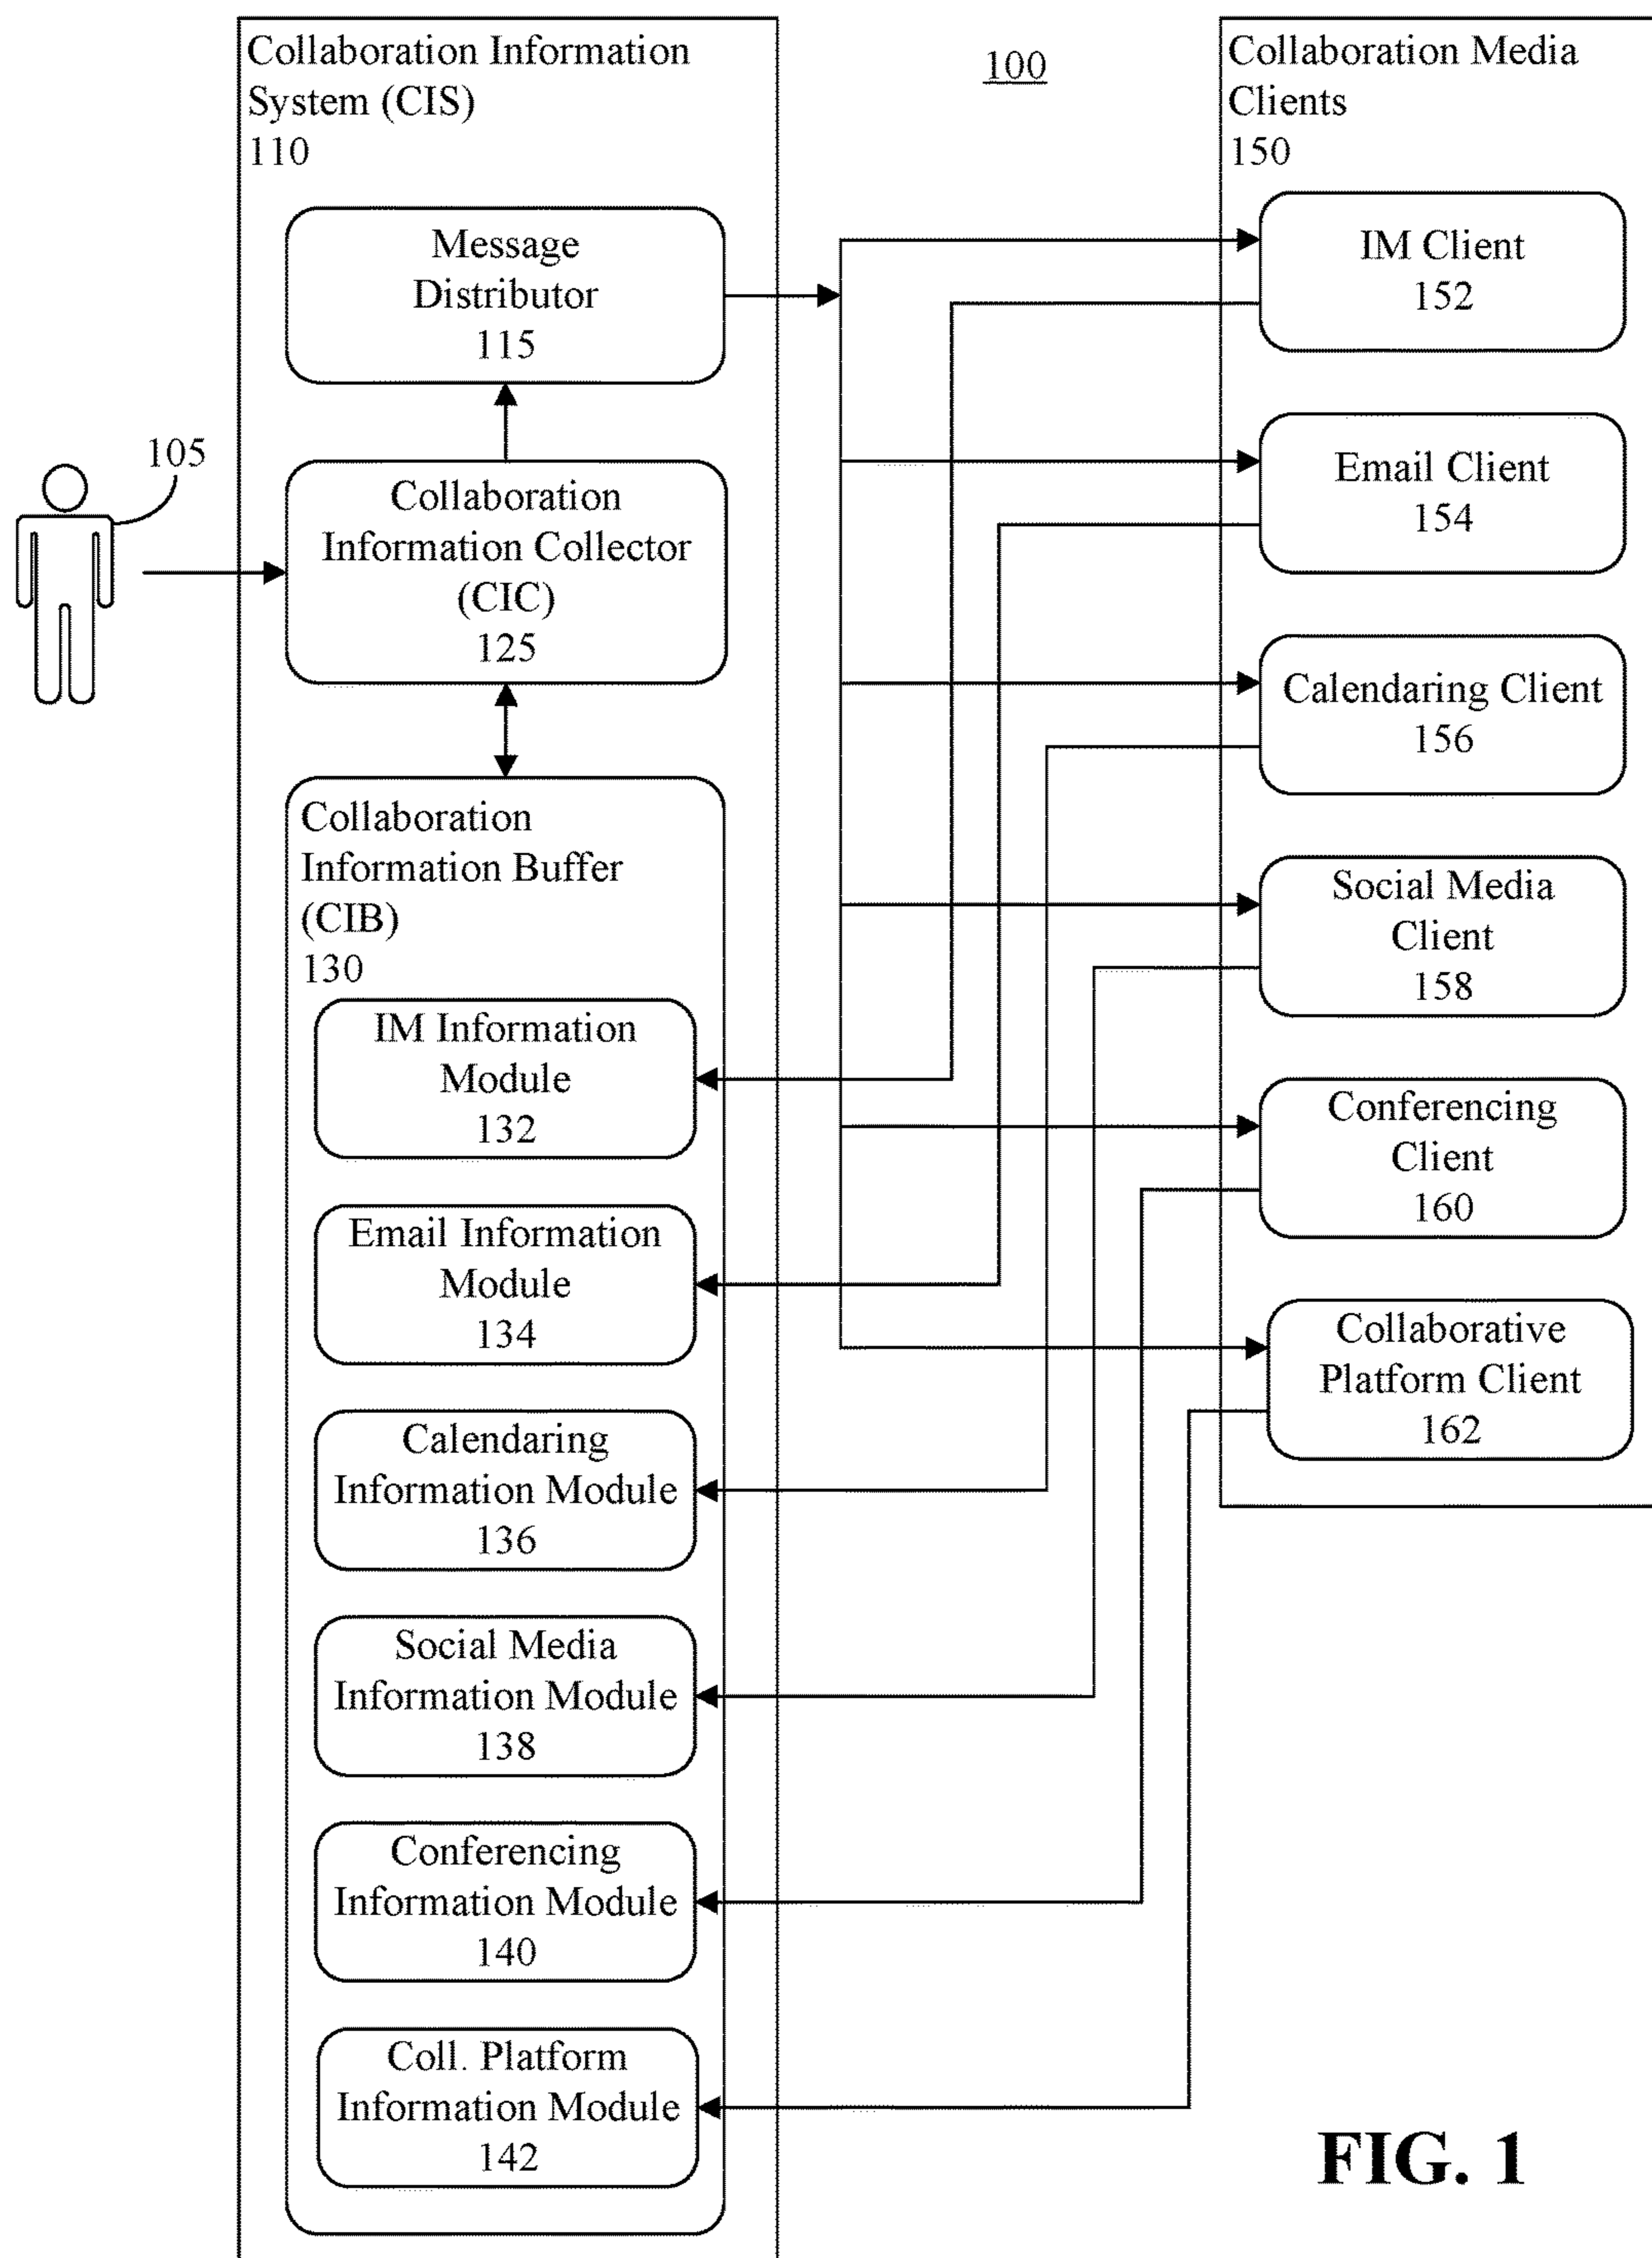 Collaboration Information
System (CIS)
110
100
Collaboration Media
Clients
150
Message
Distributor
115
105
Collaboration
Information Collector
(CIC)
125
Collaboration
Information Buffer
(CIB)
130
IM Information
Module
132
Email Information
Module
134
Calendaring
Information Module
136
Social Media
Information Module
138
Conferencing
Information Module
140
Coll. Platform
Information Module
142
IM Client
152
Email Client
154
Calendaring Client
156
Social Media
Client
158
Conferencing
Client
160
Collaborative
Platform Client
162
FIG. 1